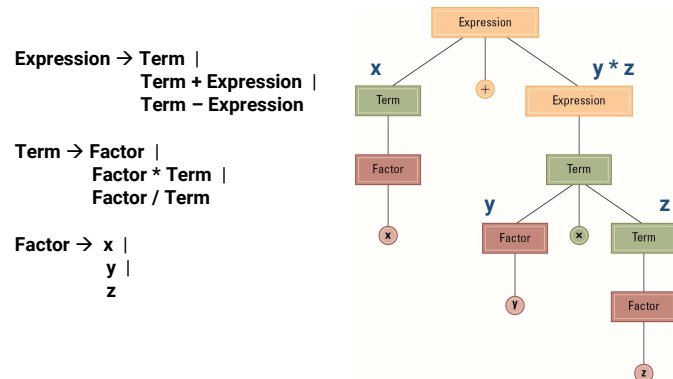 Expression → Term |
Term + Expression |
Term − Expression
Term → Factor |
Factor * Term |
Factor / Term
Factor → x |
y |
z
Expression
x
y * z
Term
+
Expression
Factor
Term
y
z
x
Factor
×
Term
y
Factor
z